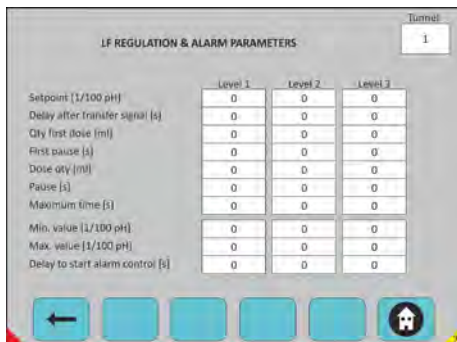 Tunnel
1
LF REGULATION & ALARM PARAMETERS
Level 1 Level 2 Level 3
Setpoint (1/100 pH) 0 0 0
Delay after transfer signal (s) 0 0 0
Qty first dose (ml) 0 0 0
First pause (s) 0 0 0
Dose qty (ml) 0 0 0
Pause (s) 0 0 0
Maximum time (s) 0 0 0
Min. value (1/100 pH) 0 0 0
Max. value (1/100 pH) 0 0 0
Delay to start alarm control (s) 0 0 0